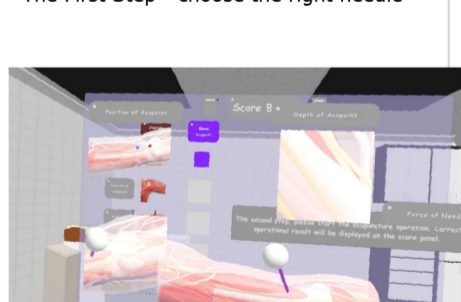 The First Step – choose the right needle
Position of Acupoint
Score B
Depth of Acupoint
Force of Need
The second step, please start the acupuncture operation. Correct
operational result will be displayed on the score panel.